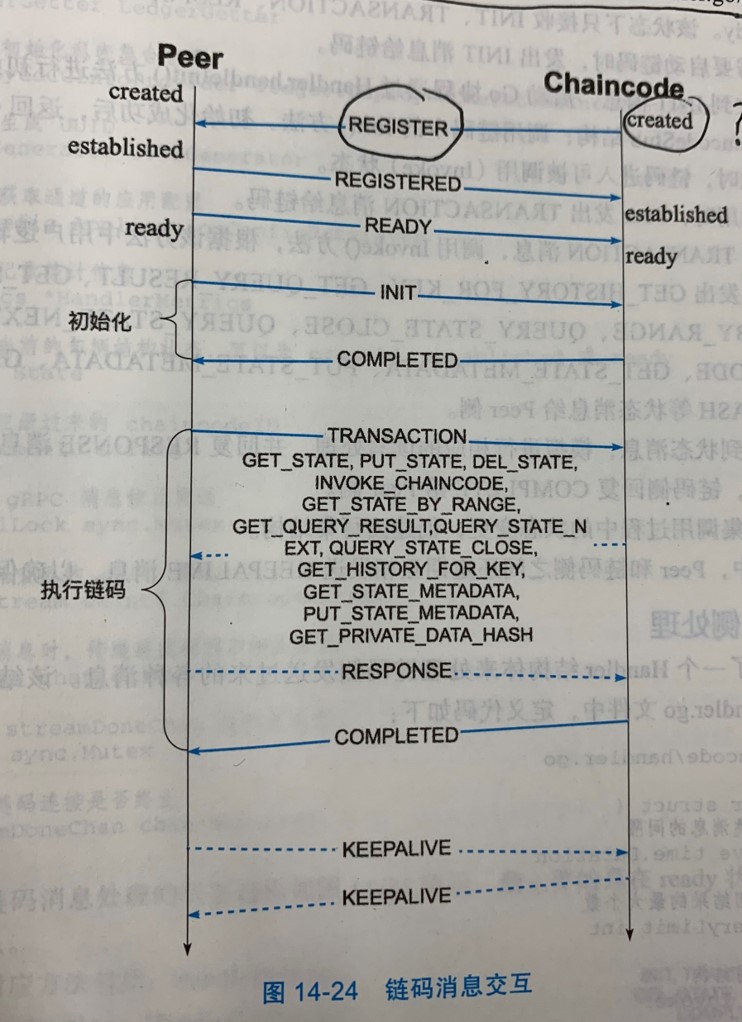 Peer
Chaincode
created
REGISTER
created
?
established
REGISTERED
established
ready
READY
ready
初始化
INIT
COMPLETED
执行链码
TRANSACTION
GET_STATE, PUT_STATE, DEL_STATE,
INVOKE_CHAINCODE,
GET_STATE_BY_RANGE,
GET_QUERY_RESULT,QUERY_STATE_N
EXT, QUERY_STATE_CLOSE,
GET_HISTORY_FOR_KEY,
GET_STATE_METADATA,
PUT_STATE_METADATA,
GET_PRIVATE_DATA_HASH
RESPONSE
COMPLETED
KEEPALIVE
KEEPALIVE
图 14-24 链码消息交互